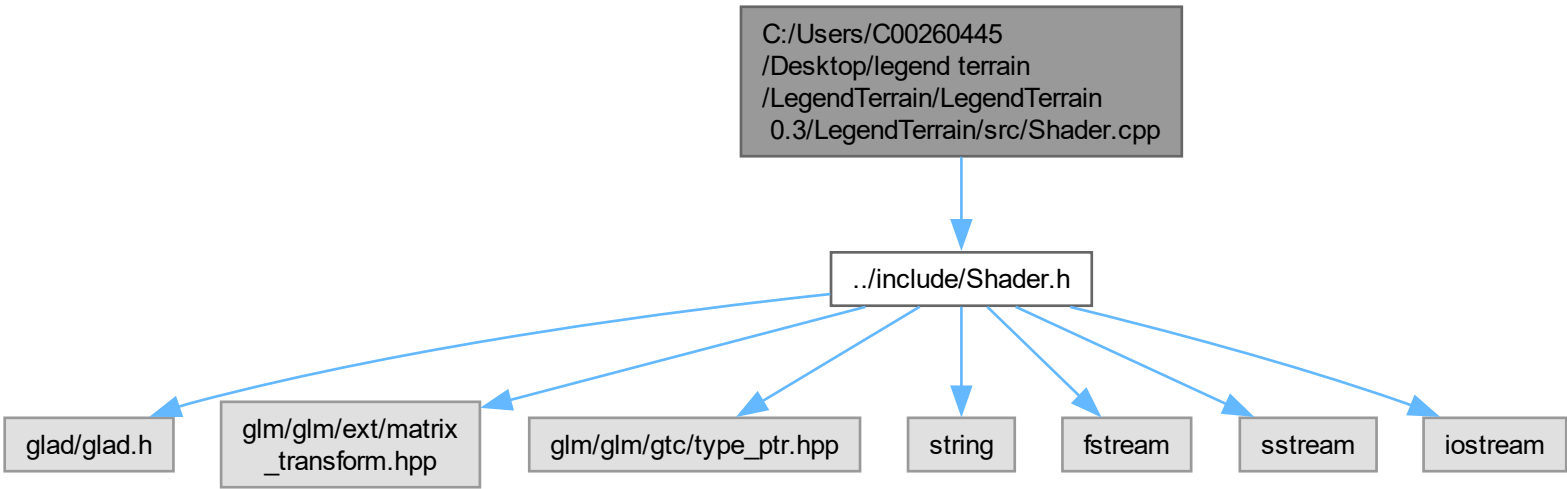 C:/Users/C00260445
/Desktop/legend terrain
/LegendTerrain/LegendTerrain
0.3/LegendTerrain/src/Shader.cpp
../include/Shader.h
glad/glad.h
glm/glm/ext/matrix
_transform.hpp
glm/glm/gtc/type_ptr.hpp
string
fstream
sstream
iostream